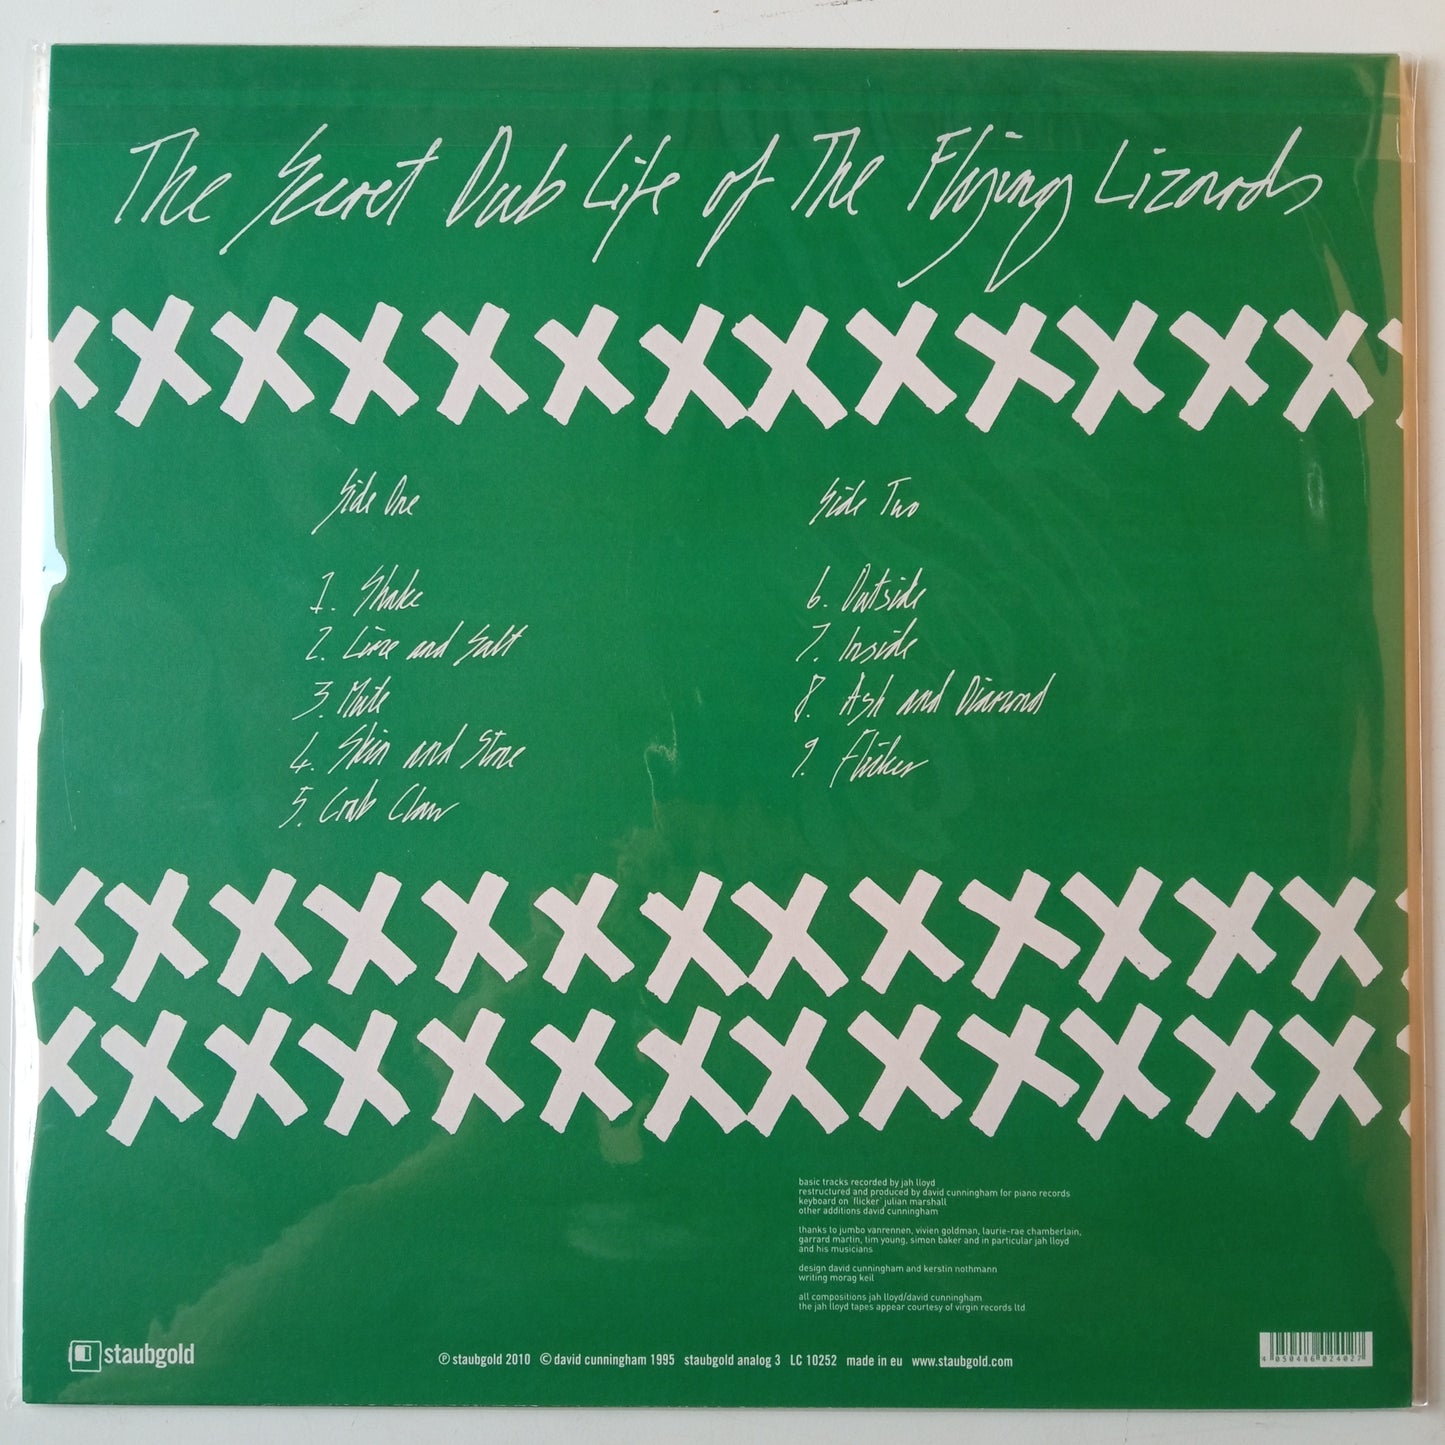 The Secret Dub Life of The Flying Lizards
Side One
1. Shake
2. Lime and Salt
3. Mute
4. Skin and Stone
5. Crab Claw
Side Two
6. Outside
7. Inside
8. Ash and Diamond
9. Flicker
basic tracks recorded by jah lloyd
restructured and produced by david cunningham for piano records
keyboard on 'flicker' julian marshall
other additions david cunningham
thanks to jumbo vanrennen, vivien goldman, laurie-rae chamberlain,
garrard martin, tim young, simon baker and in particular jah lloyd
and his musicians
design david cunningham and kerstin nothmann
writing morag keil
all compositions jah lloyd/david cunningham
the jah lloyd tapes appear courtesy of virgin records ltd
staubgold
℗ staubgold 2010 © david cunningham 1995 staubgold analog 3 LC 10252 made in eu www.staubgold.com
4 050486 024027